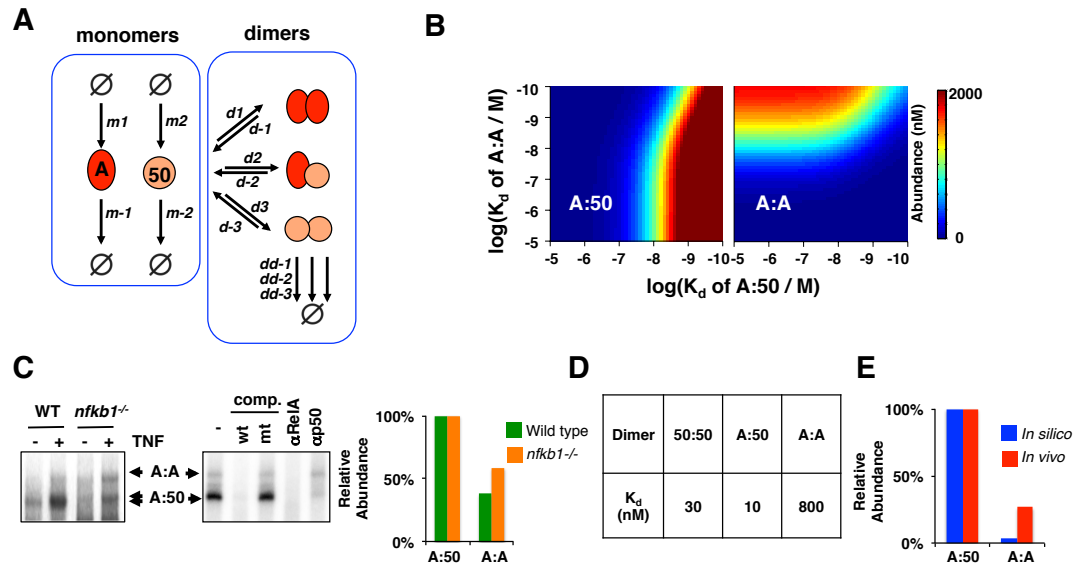 A
monomers
dimers
∅ ∅
m1 m2
A 50
m-1 m-2
∅ ∅
d1
d-1
d2
d-2
d3
d-3
dd-1
dd-2
dd-3
∅
B
log(Kd of A:A / M)
-10
-9
-8
-7
-6
-5
A:50
A:A
-5 -6 -7 -8 -9 -10
-5 -6 -7 -8 -9 -10
log(Kd of A:50 / M)
2000
0
Abundance (nM)
C
WT nfkb1-/-
- + - + TNF
A:A
A:50
comp.
- wt mt αRelA αp50
Relative
Abundance
100%
50%
0%
A:50 A:A
Wild type
nfkb1-/-
D
Dimer 50:50 A:50 A:A
Kd
(nM) 30 10 800
E
Relative
Abundance
100%
50%
0%
A:50 A:A
In silico
In vivo